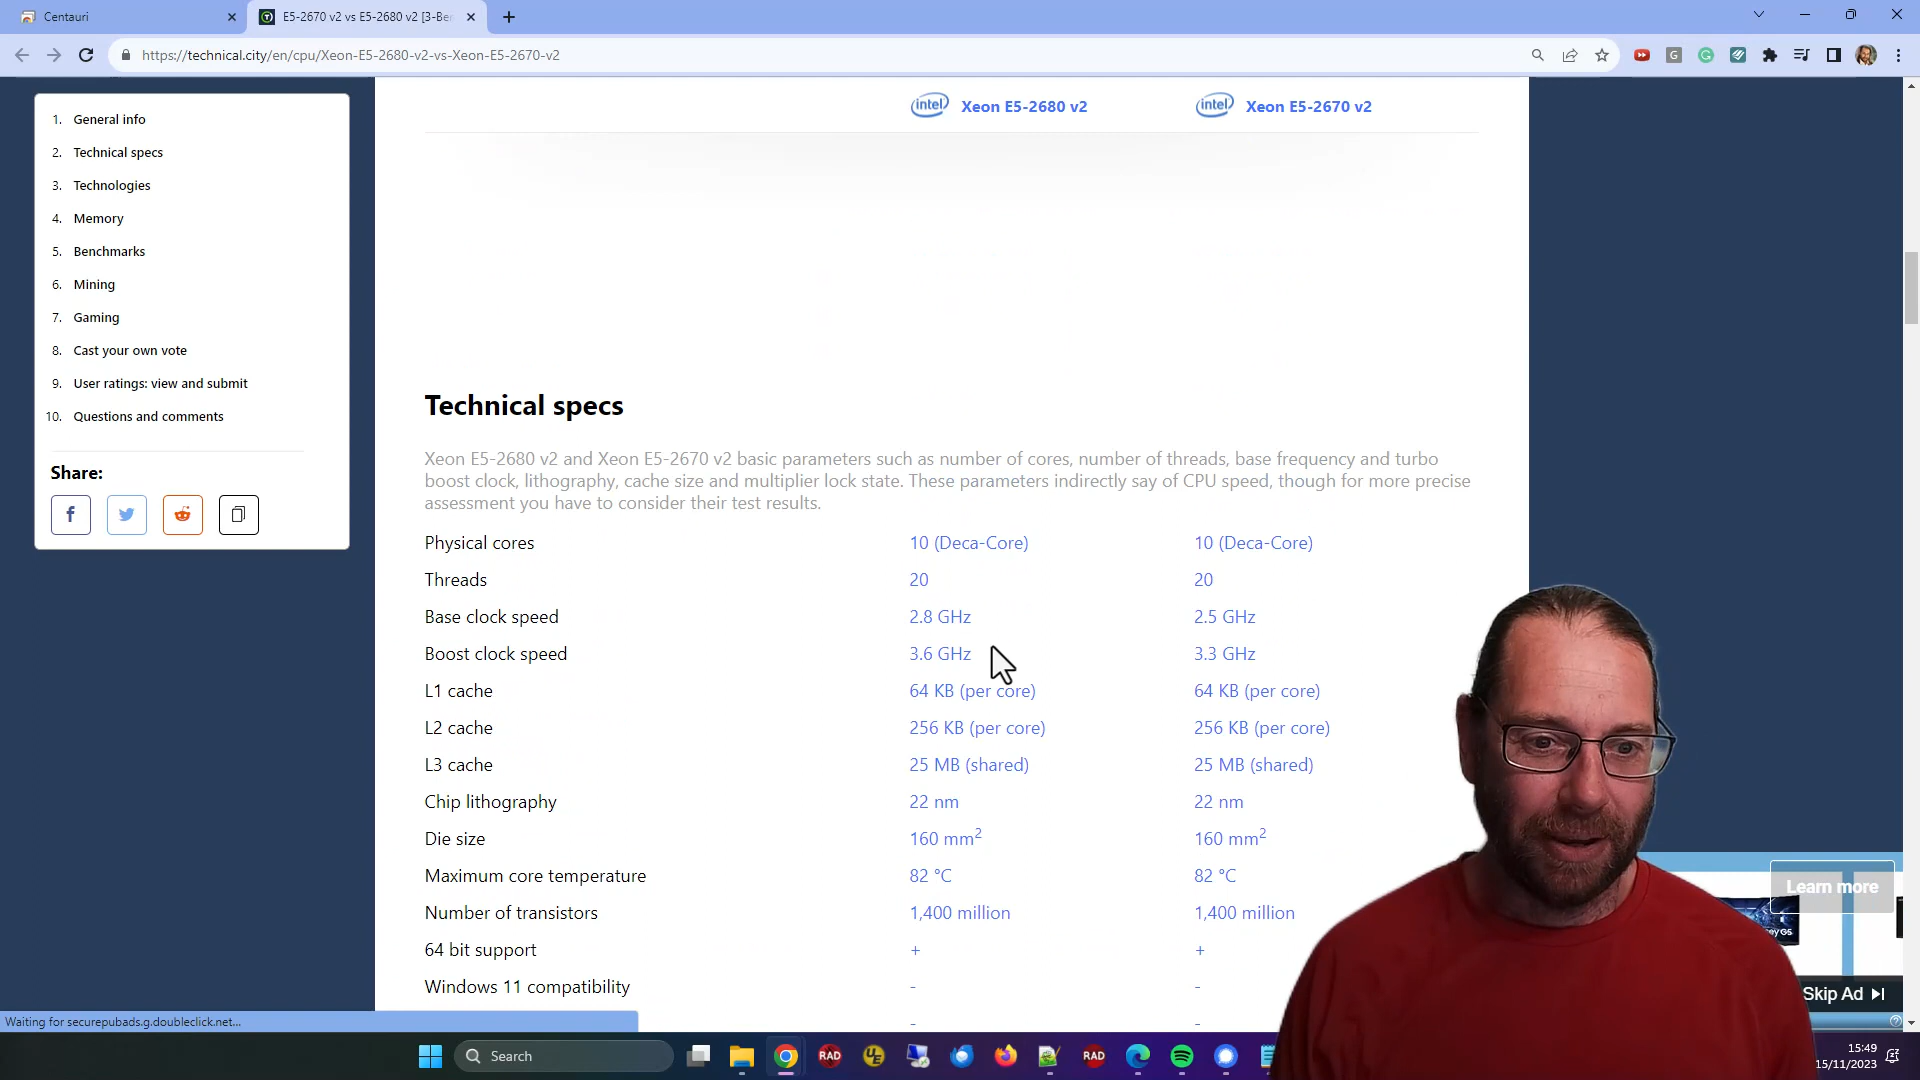 Centauri
E5-2670 v2 vs E5-2680 v2 [3-Ber
https://technical.city/en/cpu/Xeon-E5-2680-v2-vs-Xeon-E5-2670-v2
1. General info
2. Technical specs
3. Technologies
4. Memory
5. Benchmarks
6. Mining
7. Gaming
8. Cast your own vote
9. User ratings: view and submit
10. Questions and comments
Share:
intel Xeon E5-2680 v2 intel Xeon E5-2670 v2
Technical specs
Xeon E5-2680 v2 and Xeon E5-2670 v2 basic parameters such as number of cores, number of threads, base frequency and turbo
boost clock, lithography, cache size and multiplier lock state. These parameters indirectly say of CPU speed, though for more precise
assessment you have to consider their test results.
Physical cores 10 (Deca-Core) 10 (Deca-Core)
Threads 20 20
Base clock speed 2.8 GHz 2.5 GHz
Boost clock speed 3.6 GHz 3.3 GHz
L1 cache 64 KB (per core) 64 KB (per core)
L2 cache 256 KB (per core) 256 KB (per core)
L3 cache 25 MB (shared) 25 MB (shared)
Chip lithography 22 nm 22 nm
Die size 160 mm2 160 mm2
Maximum core temperature 82 °C 82 °C
Number of transistors 1,400 million 1,400 million
64 bit support + +
Windows 11 compatibility - -
- -
Learn more
Skip Ad
Waiting for securepubads.g.doubleclick.net...
Search
RAD
UE
RAD
15:49
15/11/2023